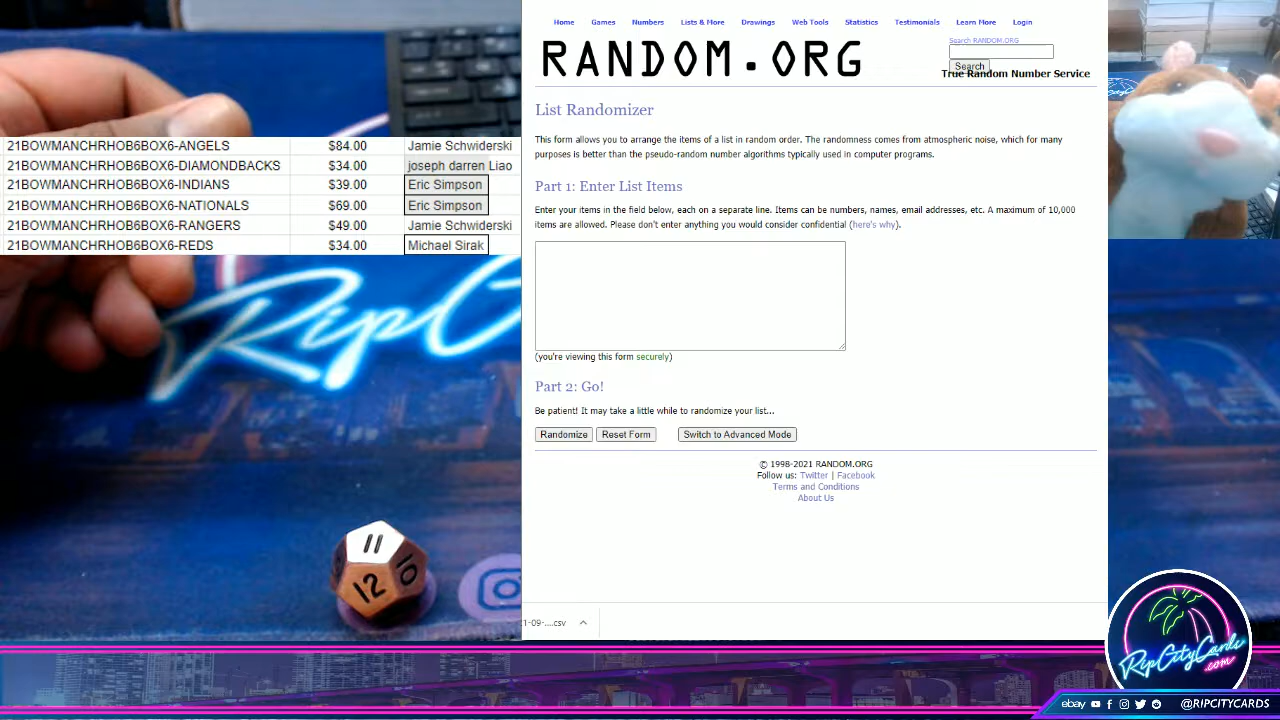 21BOWMANCHRHOB6BOX6-ANGELS $84.00 Jamie Schwiderski
21BOWMANCHRHOB6BOX6-DIAMONDBACKS $34.00 joseph darren Liao
21BOWMANCHRHOB6BOX6-INDIANS $39.00 Eric Simpson
21BOWMANCHRHOB6BOX6-NATIONALS $69.00 Eric Simpson
21BOWMANCHRHOB6BOX6-RANGERS $49.00 Jamie Schwiderski
21BOWMANCHRHOB6BOX6-REDS $34.00 Michael Sirak
RipC
11
12
10
Home Games Numbers Lists & More Drawings Web Tools Statistics Testimonials Learn More Login
RANDOM.ORG
Search RANDOM.ORG
Search
True Random Number Service
List Randomizer
This form allows you to arrange the items of a list in random order. The randomness comes from atmospheric noise, which for many
purposes is better than the pseudo-random number algorithms typically used in computer programs.
Part 1: Enter List Items
Enter your items in the field below, each on a separate line. Items can be numbers, names, email addresses, etc. A maximum of 10,000
items are allowed. Please don't enter anything you would consider confidential (here's why).
(you're viewing this form securely)
Part 2: Go!
Be patient! It may take a little while to randomize your list...
Randomize Reset Form Switch to Advanced Mode
© 1998-2021 RANDOM.ORG
Follow us: Twitter | Facebook
Terms and Conditions
About Us
1-09-....csv
RipCityCards
.com
ebay @RIPCITYCARDS